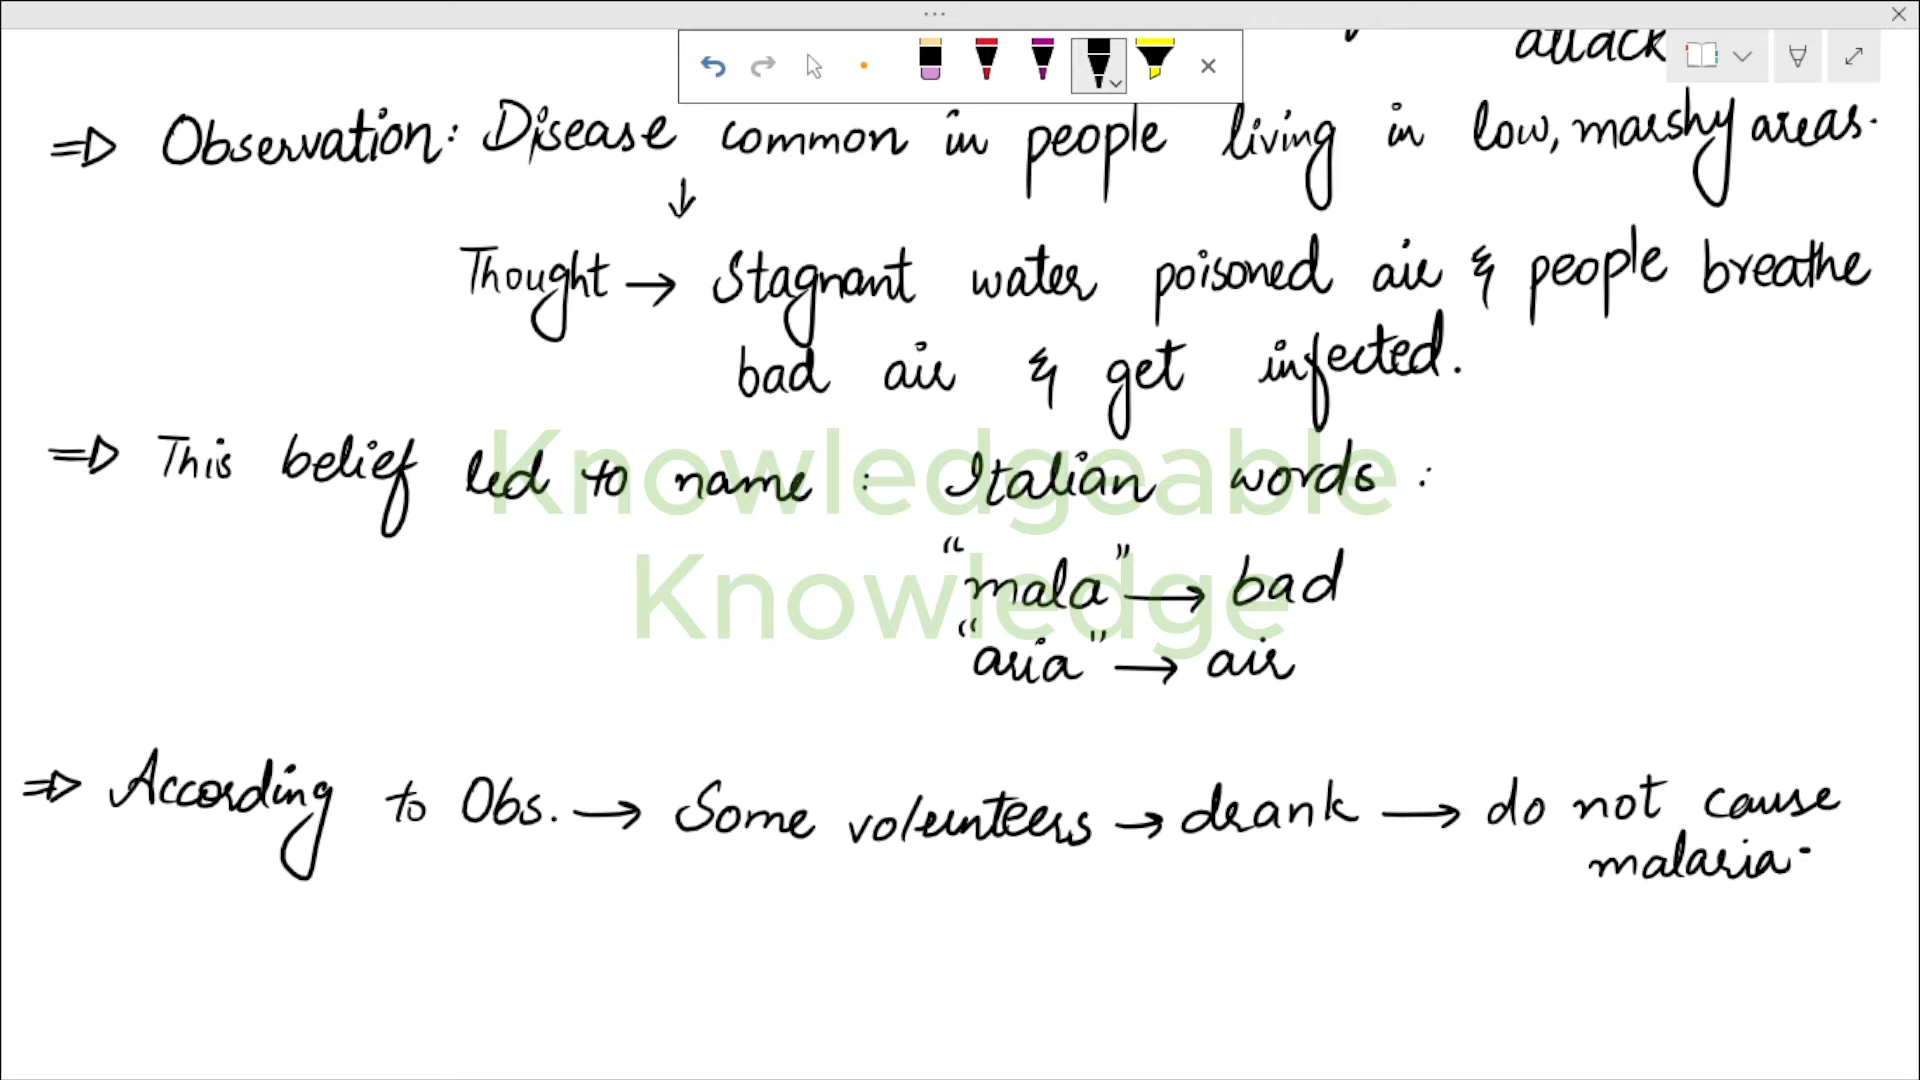 attack
⇒ Observation: Disease common in people living in low, marshy areas.
↓
Thought → Stagnant water poisoned air & people breathe
bad air & get infected.
⇒ This belief led to name : Italian words :
"mala" → bad
"aria" → air
Knowledgeable
Knowledge
⇒ According to Obs. → Some volunteers → drank → do not cause
malaria.